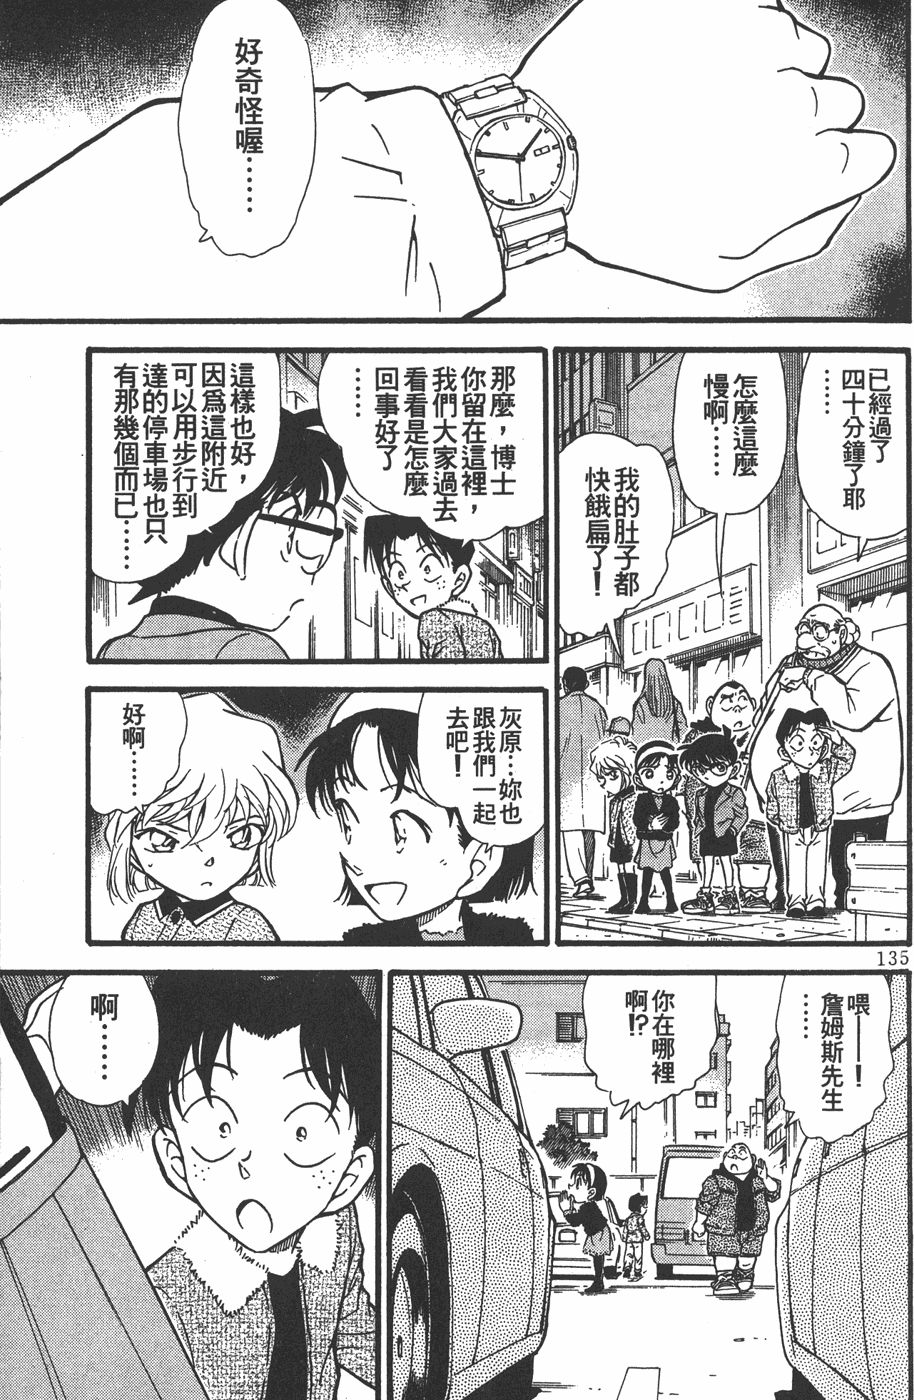 好奇怪喔……
已經過了
四十分鐘了耶
……
怎麼這麼
慢啊……
我的肚子都
快餓扁了！
那麼，博士
你留在這裡，
我們大家過去
看看是怎麼
回事好了
……
這樣也好，
因為這附近
可以用步行到
達的停車場也只
有那幾個而已……
灰原…妳也
跟我們一起
去吧！
好啊……
135
喂──！
詹姆斯先生
……
你在哪裡
啊!?
啊……